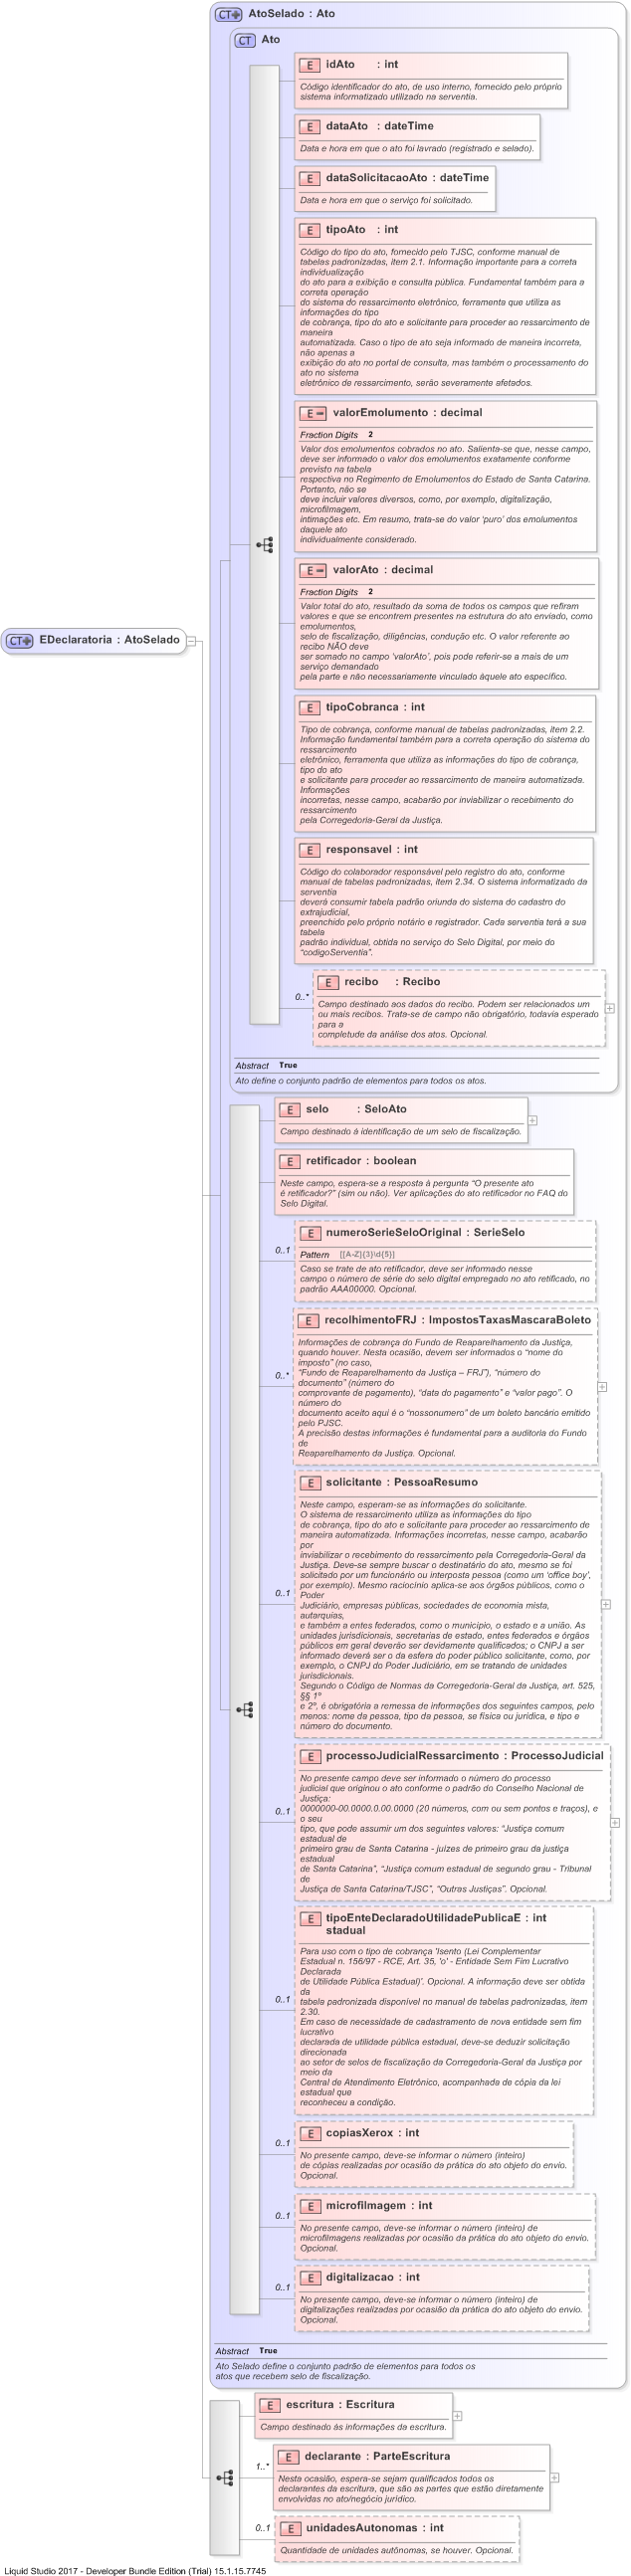 AtoSelado : Ato
Ato
idAto : int
Código identificador do ato, de uso interno, fornecido pelo próprio
sistema informatizado utilizado na serventia.
dataAto : dateTime
Data e hora em que o ato foi lavrado (registrado e selado).
dataSolicitacaoAto : dateTime
Data e hora em que o serviço foi solicitado.
tipoAto : int
Código do tipo do ato, fornecido pelo TJSC, conforme manual de
tabelas padronizadas, item 2.1. Informação importante para a correta
individualização
do ato para a exibição e consulta pública. Fundamental também para a
correta operação
do sistema do ressarcimento eletrônico, ferramenta que utiliza as
informações do tipo
de cobrança, tipo do ato e solicitante para proceder ao ressarcimento de
maneira
automatizada. Caso o tipo de ato seja informado de maneira incorreta,
não apenas a
exibição do ato no portal de consulta, mas também o processamento do
ato no sistema
eletrônico de ressarcimento, serão severamente afetados.
valorEmolumento : decimal
Fraction Digits 2
Valor dos emolumentos cobrados no ato. Salienta-se que, nesse campo,
deve ser informado o valor dos emolumentos exatamente conforme
previsto na tabela
respectiva no Regimento de Emolumentos do Estado de Santa Catarina.
Portanto, não se
deve incluir valores diversos, como, por exemplo, digitalização,
microfilmagem,
intimações etc. Em resumo, trata-se do valor 'puro' dos emolumentos
daquele ato
individualmente considerado.
valorAto : decimal
Fraction Digits 2
Valor total do ato, resultado da soma de todos os campos que refiram
valores e que se encontrem presentes na estrutura do ato enviado, como
emolumentos,
selo de fiscalização, diligências, condução etc. O valor referente ao
recibo NÃO deve
ser somado no campo 'valorAto', pois pode referir-se a mais de um
serviço demandado
pela parte e não necessariamente vinculado àquele ato específico.
EDeclaratoria : AtoSelado
tipoCobranca : int
Tipo de cobrança, conforme manual de tabelas padronizadas, item 2.2.
Informação fundamental também para a correta operação do sistema do
ressarcimento
eletrônico, ferramenta que utiliza as informações do tipo de cobrança,
tipo do ato
e solicitante para proceder ao ressarcimento de maneira automatizada.
Informações
incorretas, nesse campo, acabarão por inviabilizar o recebimento do
ressarcimento
pela Corregedoria-Geral da Justiça.
responsavel : int
Código do colaborador responsável pelo registro do ato, conforme
manual de tabelas padronizadas, item 2.34. O sistema informatizado da
serventia
deverá consumir tabela padrão oriunda do sistema do cadastro do
extrajudicial,
preenchido pelo próprio notário e registrador. Cada serventia terá a sua
tabela
padrão individual, obtida no serviço do Selo Digital, por meio do
"codigoServentia".
recibo : Recibo
0..*
Campo destinado aos dados do recibo. Podem ser relacionados um
ou mais recibos. Trata-se de campo não obrigatório, todavia esperado
para a
completude da análise dos atos. Opcional.
Abstract True
Ato define o conjunto padrão de elementos para todos os atos.
selo : SeloAto
Campo destinado á identificação de um selo de fiscalização.
retificador : boolean
Neste campo, espera-se a resposta à pergunta "O presente ato
é retificador?" (sim ou não). Ver aplicações do ato retificador no FAQ do
Selo Digital.
numeroSerieSeloOriginal : SerieSelo
0..1
Pattern [[A-Z]{3}\d{5}]
Caso se trate de ato retificador, deve ser informado nesse
campo o número de série do selo digital empregado no ato retificado, no
padrão AAA00000. Opcional.
recolhimentoFRJ : ImpostosTaxasMascaraBoleto
0..*
Informações de cobrança do Fundo de Reaparelhamento da Justiça,
quando houver. Nesta ocasião, devem ser informados o "nome do
imposto" (no caso,
"Fundo de Reaparelhamento da Justiça – FRJ"), "número do
documento" (número do
comprovante de pagamento), "data do pagamento" e "valor pago". O
número do
documento aceito aqui é o "nossonumero" de um boleto bancário emitido
pelo PJSC.
A precisão destas informações é fundamental para a auditoria do Fundo
de
Reaparelhamento da Justiça. Opcional.
solicitante : PessoaResumo
0..1
Neste campo, esperam-se as informações do solicitante.
O sistema de ressarcimento utiliza as informações do tipo
de cobrança, tipo do ato e solicitante para proceder ao ressarcimento de
maneira automatizada. Informações incorretas, nesse campo, acabarão
por
inviabilizar o recebimento do ressarcimento pela Corregedoria-Geral da
Justiça. Deve-se sempre buscar o destinatário do ato, mesmo se foi
solicitado por um funcionário ou interposta pessoa (como um 'office boy',
por exemplo). Mesmo raciocínio aplica-se aos órgãos públicos, como o
Poder
Judiciário, empresas públicas, sociedades de economia mista,
autarquias,
e também a entes federados, como o município, o estado e a união. As
unidades jurisdicionais, secretarias de estado, entes federados e órgãos
públicos em geral deverão ser devidamente qualificados; o CNPJ a ser
informado deverá ser o da esfera do poder público solicitante, como, por
exemplo, o CNPJ do Poder Judiciário, em se tratando de unidades
jurisdicionais.
Segundo o Código de Normas da Corregedoria-Geral da Justiça, art. 525,
§§ 1º
e 2º, é obrigatória a remessa de informações dos seguintes campos, pelo
menos: nome da pessoa, tipo da pessoa, se física ou jurídica, e tipo e
número do documento.
processoJudicialRessarcimento : ProcessoJudicial
0..1
No presente campo deve ser informado o número do processo
judicial que originou o ato conforme o padrão do Conselho Nacional de
Justiça:
0000000-00.0000.0.00.0000 (20 números, com ou sem pontos e traços), e
o seu
tipo, que pode assumir um dos seguintes valores: "Justiça comum
estadual de
primeiro grau de Santa Catarina - juízes de primeiro grau da justiça
estadual
de Santa Catarina", "Justiça comum estadual de segundo grau - Tribunal
de
Justiça de Santa Catarina/TJSC", "Outras Justiças". Opcional.
tipoEnteDeclaradoUtilidadePublicaE : int
stadual
0..1
Para uso com o tipo de cobrança 'Isento (Lei Complementar
Estadual n. 156/97 - RCE, Art. 35, 'o' - Entidade Sem Fim Lucrativo
Declarada
de Utilidade Pública Estadual)'. Opcional. A informação deve ser obtida
da
tabela padronizada disponível no manual de tabelas padronizadas, item
2.30.
Em caso de necessidade de cadastramento de nova entidade sem fim
lucrativo
declarada de utilidade pública estadual, deve-se deduzir solicitação
direcionada
ao setor de selos de fiscalização da Corregedoria-Geral da Justiça por
meio da
Central de Atendimento Eletrônico, acompanhada de cópia da lei
estadual que
reconheceu a condição.
copiasXerox : int
0..1
No presente campo, deve-se informar o número (inteiro)
de cópias realizadas por ocasião da prática do ato objeto do envio.
Opcional.
microfilmagem : int
0..1
No presente campo, deve-se informar o número (inteiro) de
microfilmagens realizadas por ocasião da prática do ato objeto do envio.
Opcional.
digitalizacao : int
0..1
No presente campo, deve-se informar o número (inteiro) de
digitalizações realizadas por ocasião da prática do ato objeto do envio.
Opcional.
Abstract True
Ato Selado define o conjunto padrão de elementos para todos os
atos que recebem selo de fiscalização.
escritura : Escritura
Campo destinado ás informações da escritura.
declarante : ParteEscritura
1..*
Nesta ocasião, espera-se sejam qualificados todos os
declarantes da escritura, que são as partes que estão diretamente
envolvidas no ato/negócio jurídico.
unidadesAutonomas : int
0..1
Quantidade de unidades autônomas, se houver. Opcional.
Liquid Studio 2017 - Developer Bundle Edition (Trial) 15.1.15.7745